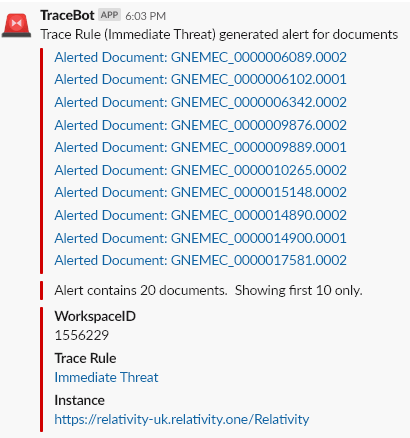 TraceBot APP 6:03 PM
Trace Rule (Immediate Threat) generated alert for documents
Alerted Document: GNEMEC_0000006089.0002
Alerted Document: GNEMEC_0000006102.0001
Alerted Document: GNEMEC_0000006342.0002
Alerted Document: GNEMEC_0000009876.0002
Alerted Document: GNEMEC_0000009889.0001
Alerted Document: GNEMEC_0000010265.0002
Alerted Document: GNEMEC_0000015148.0002
Alerted Document: GNEMEC_0000014890.0002
Alerted Document: GNEMEC_0000014900.0001
Alerted Document: GNEMEC_0000017581.0002
Alert contains 20 documents.  Showing first 10 only.
WorkspaceID
1556229
Trace Rule
Immediate Threat
Instance
https://relativity-uk.relativity.one/Relativity